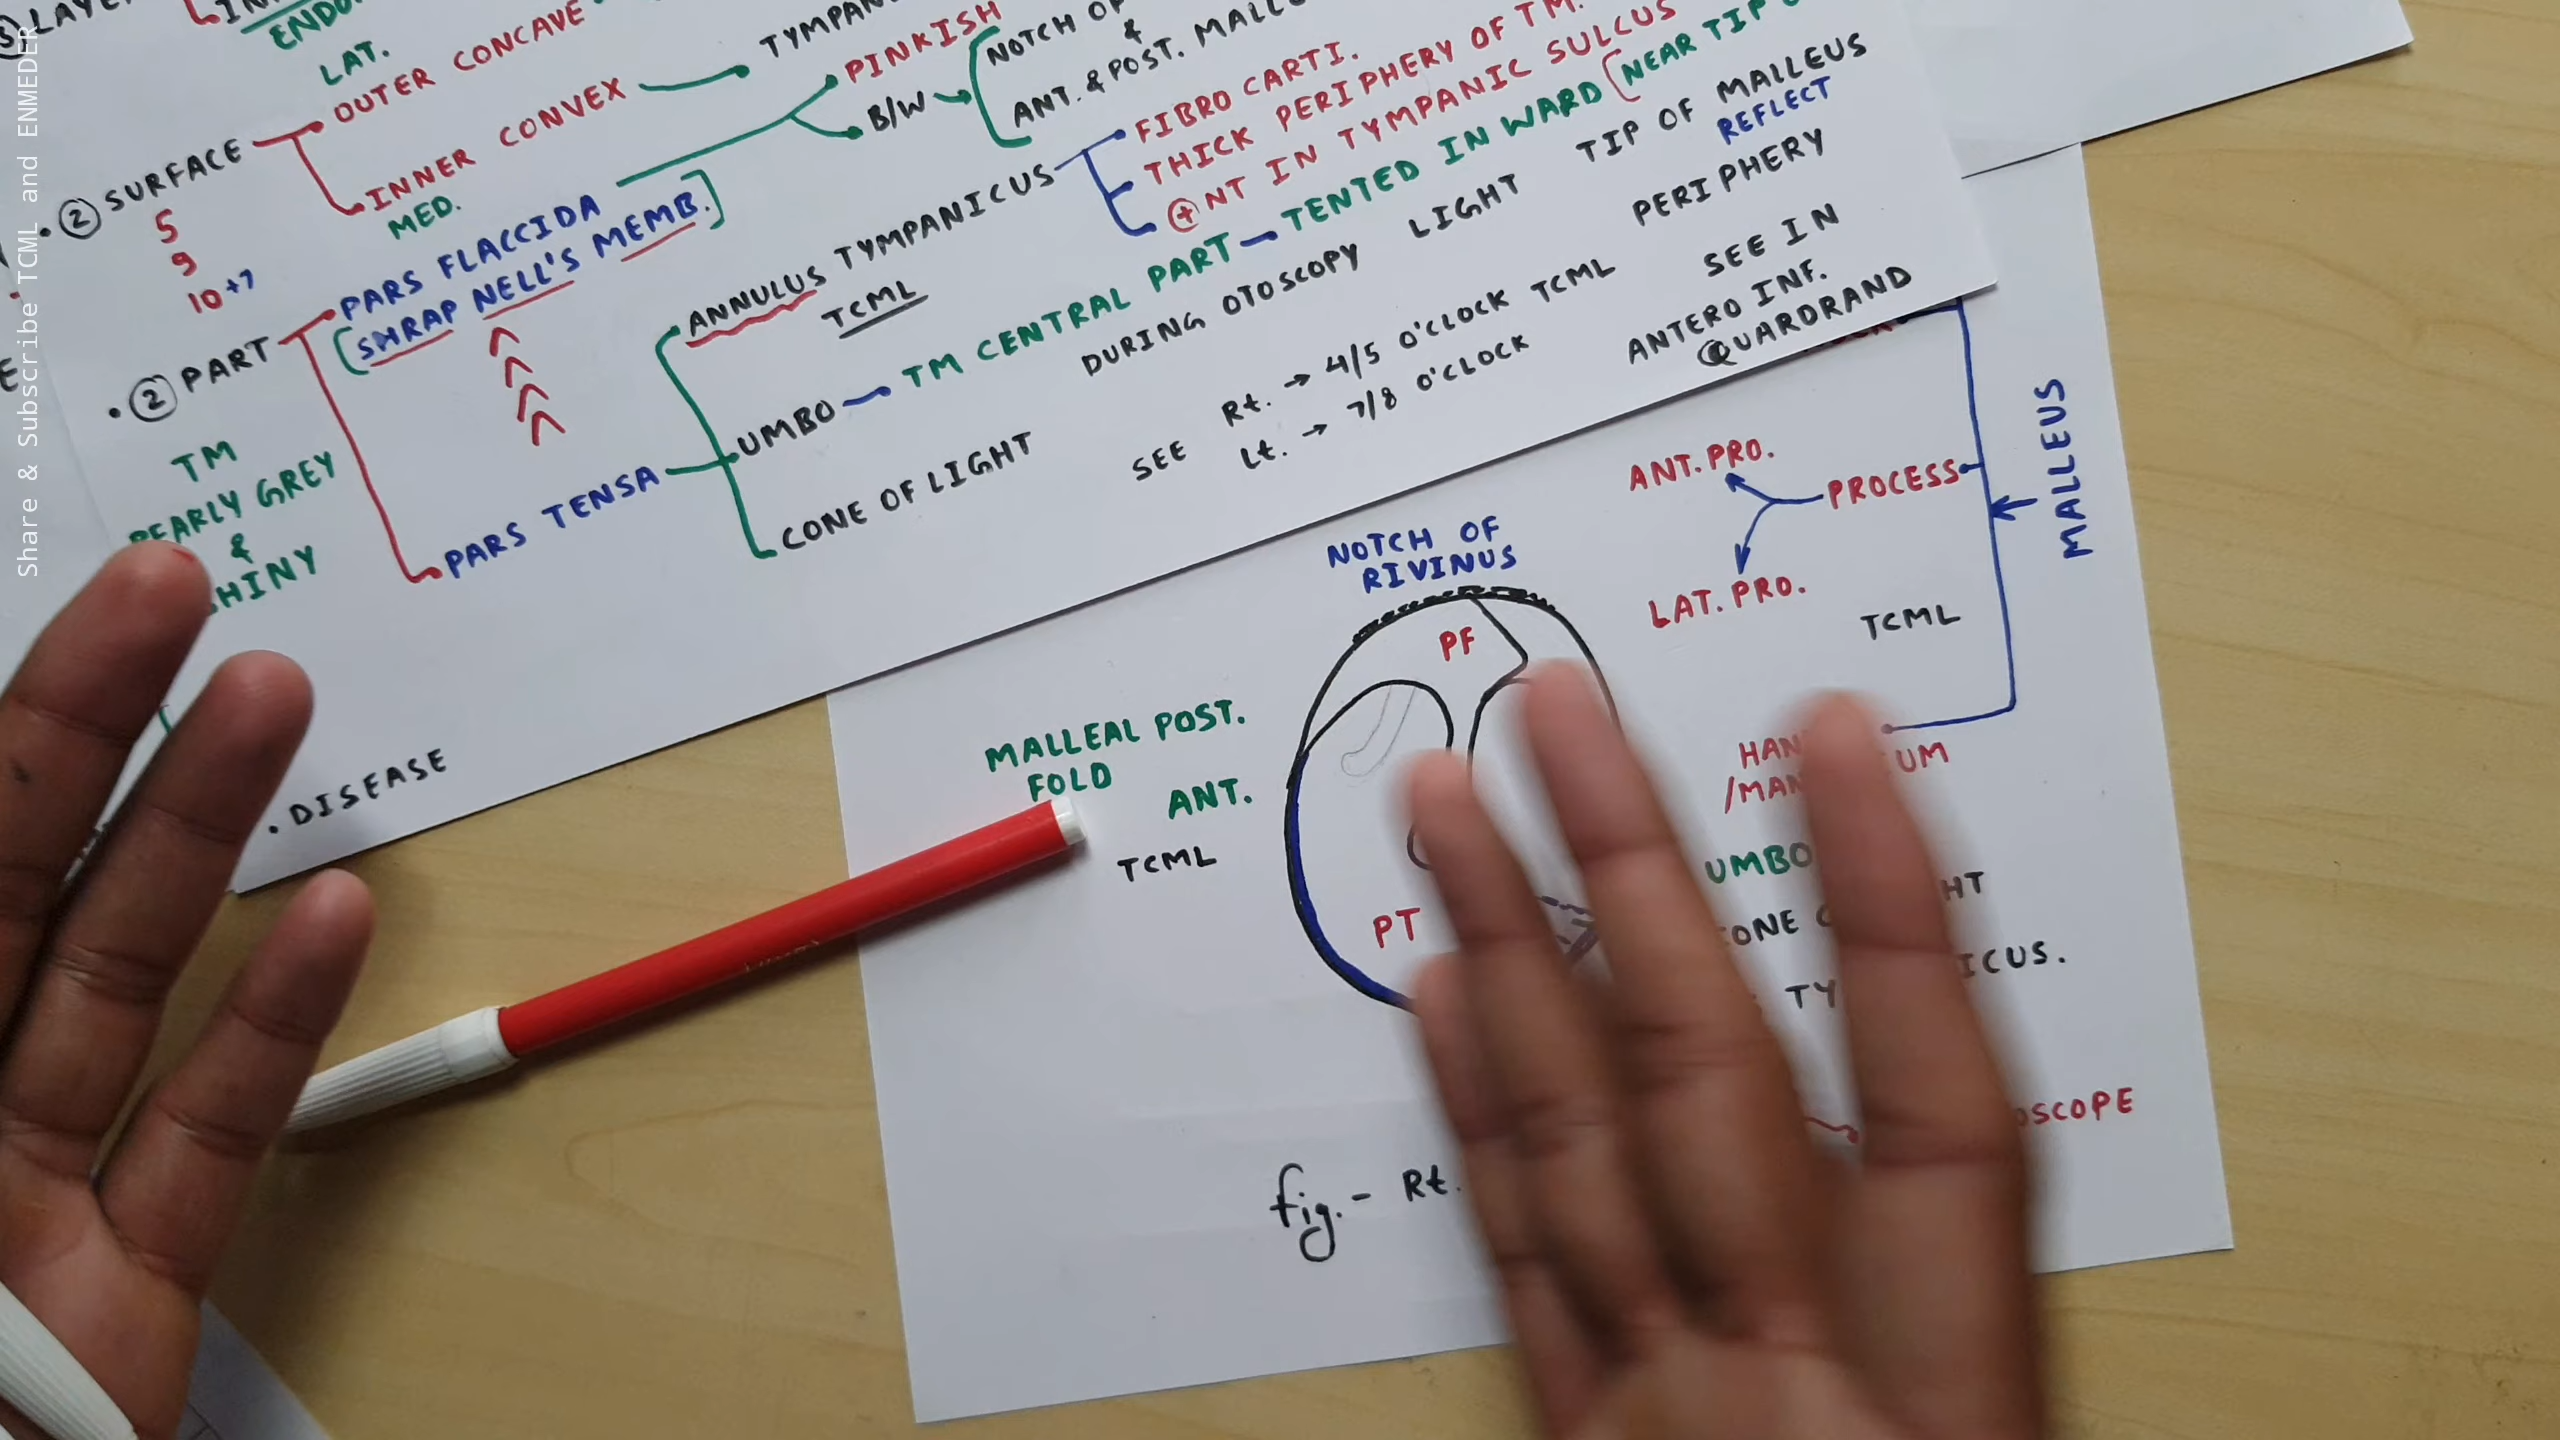 Share & Subscribe TCML and ENMEDER
LAT.
OUTER CONCAVE
② SURFACE
INNER CONVEX
MED.
5
9
10+7
PINKISH
B/W
NOTCH OF
&
ANT. & POST.
② PART
PARS FLACCIDA
(SHRAP NELL'S MEMB.]
ANNULUS TYMPANICUS
TCML
FIBRO CARTI.
THICK PERIPHERY OF TM.
⊕NT IN TYMPANIC SULCUS
UMBO
TM CENTRAL PART
TENTED IN WARD [NEAR TIP
PARS TENSA
CONE OF LIGHT
DURING OTOSCOPY LIGHT TIP OF MALLEUS
REFLECT
PERIPHERY
SEE Rt. → 4/5 O'CLOCK TCML
Lt. → 7/8 O'CLOCK
SEE IN
ANTERO INF.
QUARDRAND
TM
PEARLY GREY
&
SHINY
. DISEASE
MALLEUS
PROCESS
ANT. PRO.
LAT. PRO.
TCML
NOTCH OF
RIVINUS
PF
MALLEAL POST.
FOLD
ANT.
TCML
PT
UMBO
fig. - Rt.